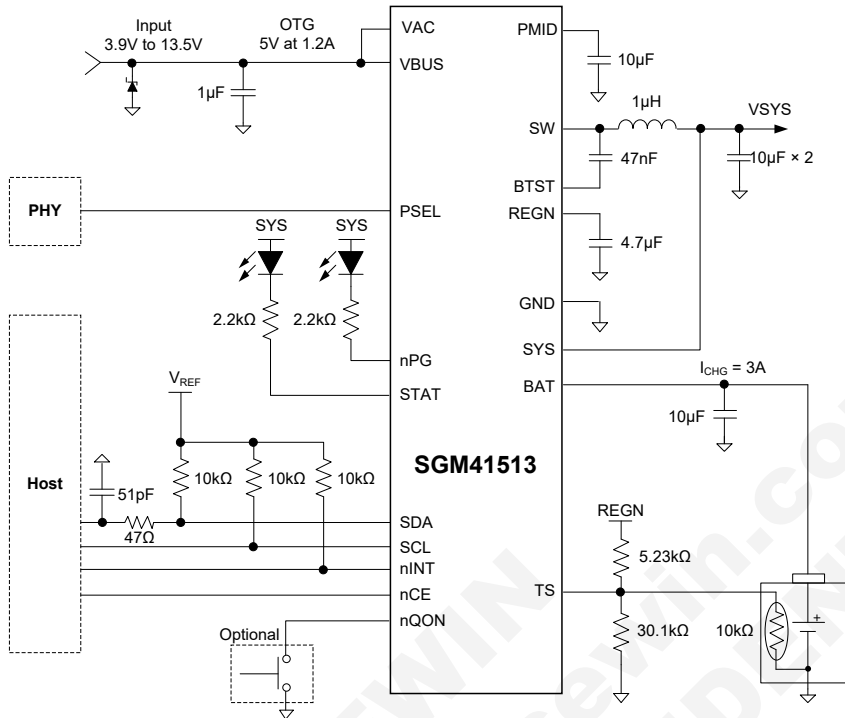 Input
3.9V to 13.5V
OTG
5V at 1.2A
1µF
VAC
VBUS
PMID
10µF
1µH
VSYS
SW
47nF
10µF × 2
BTST
REGN
4.7µF
PHY
PSEL
SYS
SYS
2.2kΩ
2.2kΩ
GND
SYS
nPG
STAT
BAT
I_CHG = 3A
10µF
V_REF
SGM41513
Host
51pF
10kΩ
10kΩ
10kΩ
47Ω
SDA
SCL
nINT
nCE
nQON
Optional
REGN
5.23kΩ
TS
30.1kΩ
10kΩ
+